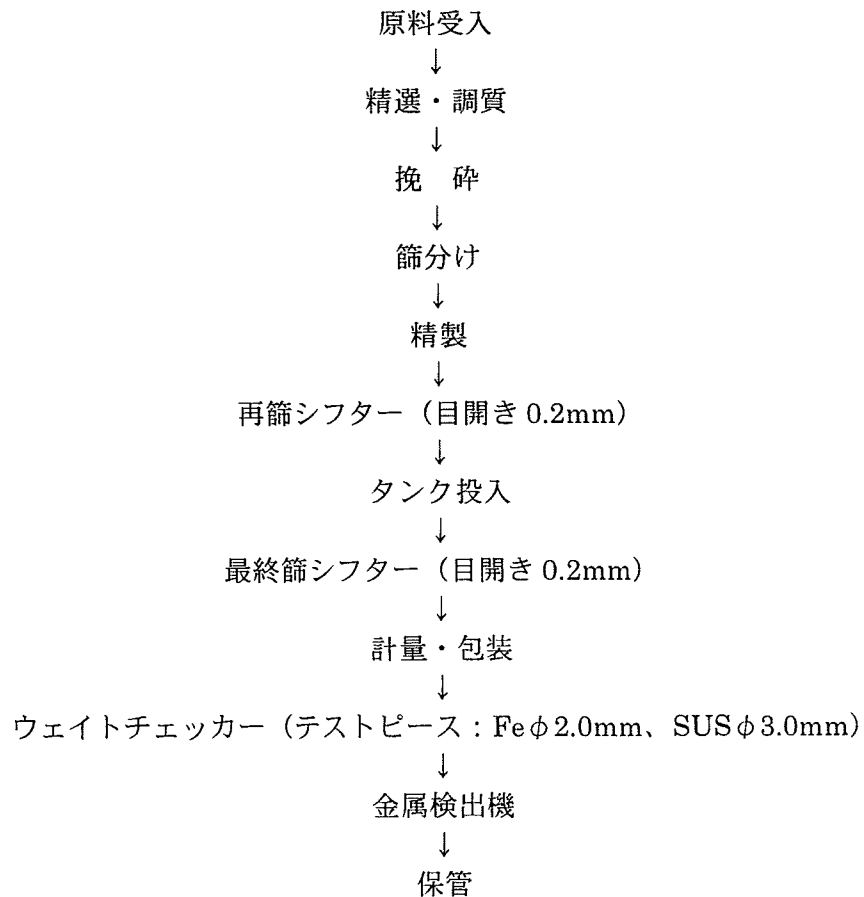 原料受入
↓
精選・調質
↓
挽　砕
↓
篩分け
↓
精製
↓
再篩シフター（目開き 0.2mm）
↓
タンク投入
↓
最終篩シフター（目開き 0.2mm）
↓
計量・包装
↓
ウェイトチェッカー（テストピース：Feφ2.0mm、SUSφ3.0mm）
↓
金属検出機
↓
保管